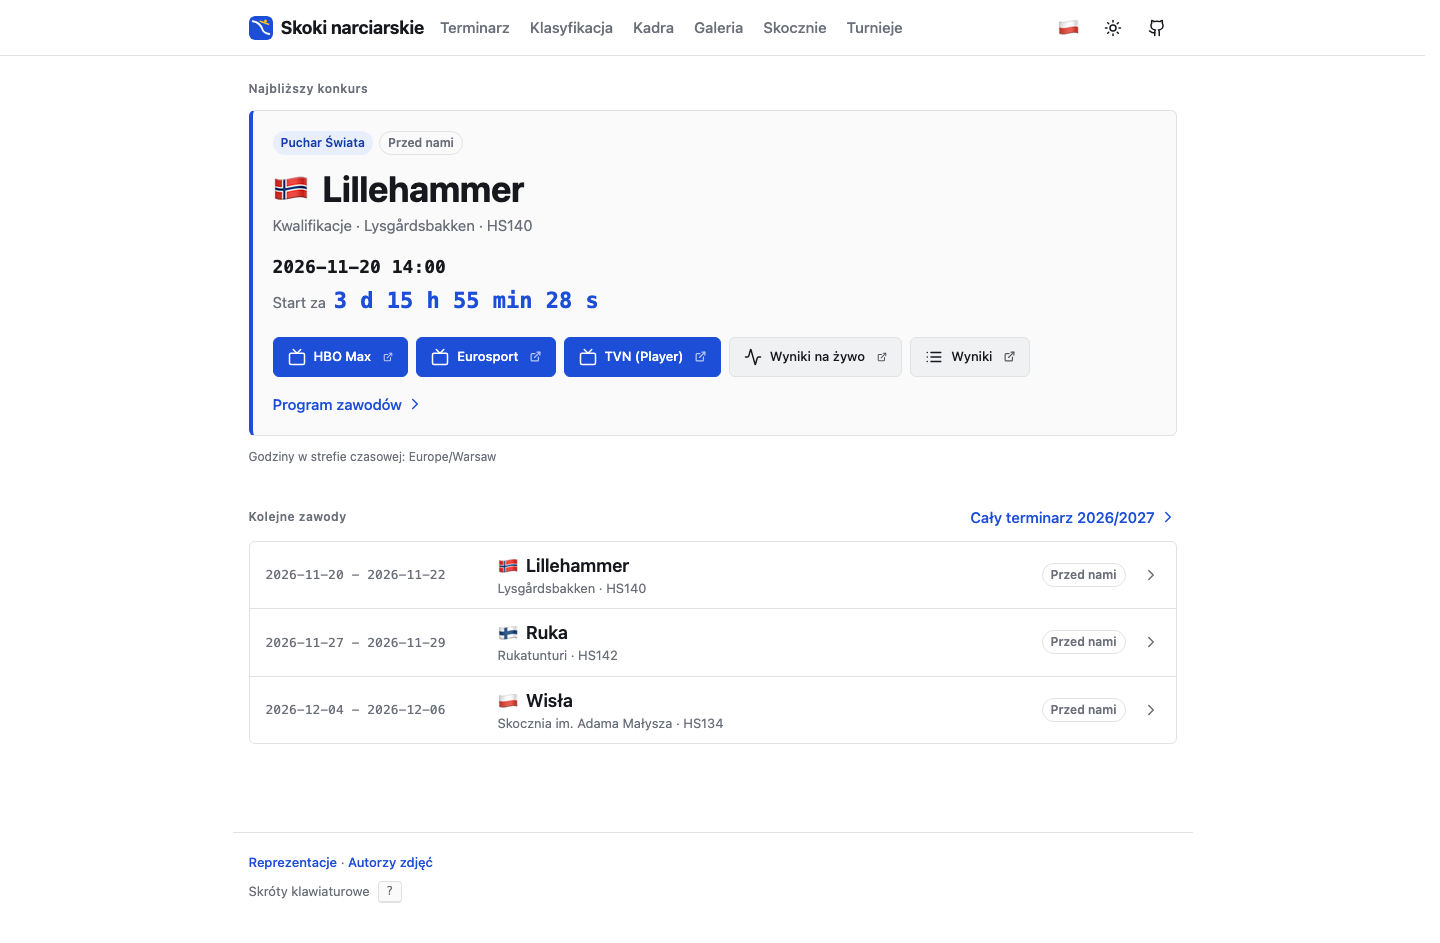 Skoki narciarskie Terminarz Klasyfikacja Kadra Galeria Skocznie Turnieje
Najbliższy konkurs
Puchar Świata Przed nami
Lillehammer
Kwalifikacje · Lysgårdsbakken · HS140
2026-11-20 14:00
Start za 3 d 15 h 55 min 28 s
HBO Max Eurosport TVN (Player) Wyniki na żywo Wyniki
Program zawodów
Godziny w strefie czasowej: Europe/Warsaw
Kolejne zawody Cały terminarz 2026/2027
2026-11-20 – 2026-11-22 Lillehammer Przed nami
Lysgårdsbakken · HS140
2026-11-27 – 2026-11-29 Ruka Przed nami
Rukatunturi · HS142
2026-12-04 – 2026-12-06 Wisła Przed nami
Skocznia im. Adama Małysza · HS134
Reprezentacje · Autorzy zdjęć
Skróty klawiaturowe ?